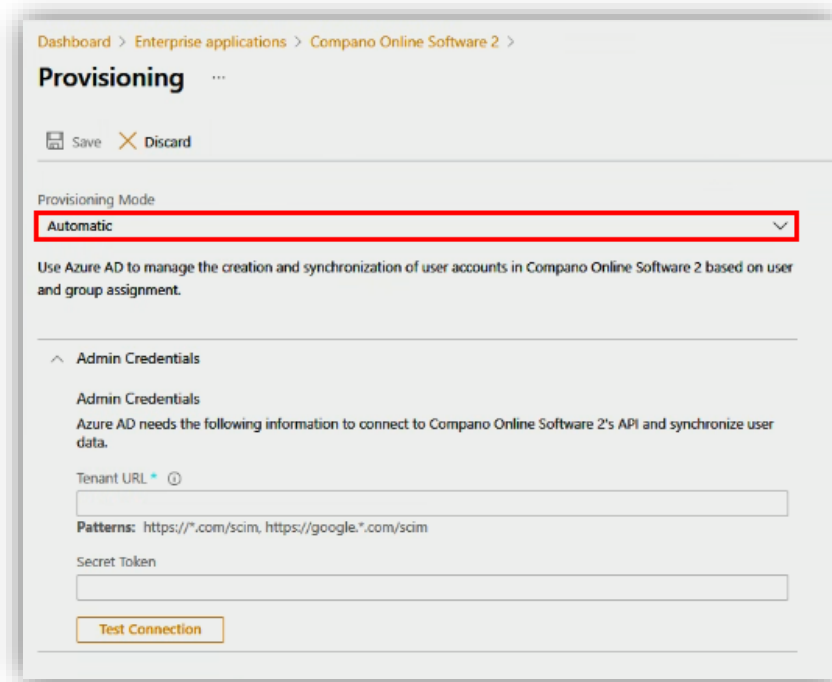 Dashboard > Enterprise applications > Compano Online Software 2 >
Provisioning ...
Save Discard
Provisioning Mode
Automatic
Use Azure AD to manage the creation and synchronization of user accounts in Compano Online Software 2 based on user
and group assignment.
Admin Credentials
Admin Credentials
Azure AD needs the following information to connect to Compano Online Software 2's API and synchronize user
data.
Tenant URL *
Patterns: https://*.com/scim, https://google.*.com/scim
Secret Token
Test Connection